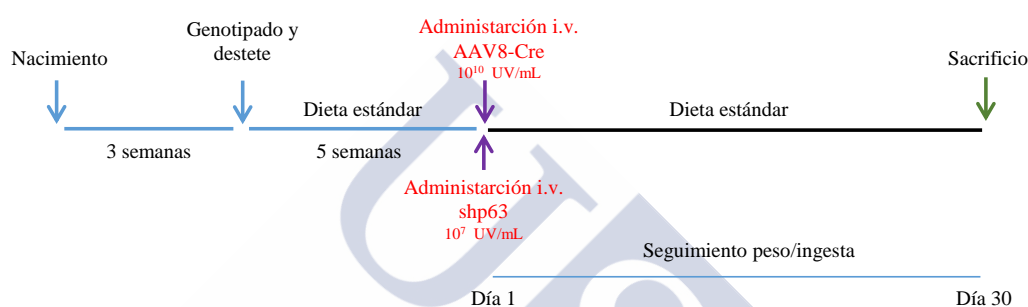 Nacimiento
Genotipado y
destete
Administarción i.v.
AAV8-Cre
10¹⁰ UV/mL
Sacrificio
Dieta estándar
Dieta estándar
3 semanas
5 semanas
Administarción i.v.
shp63
10⁷ UV/mL
Seguimiento peso/ingesta
Día 1
Día 30